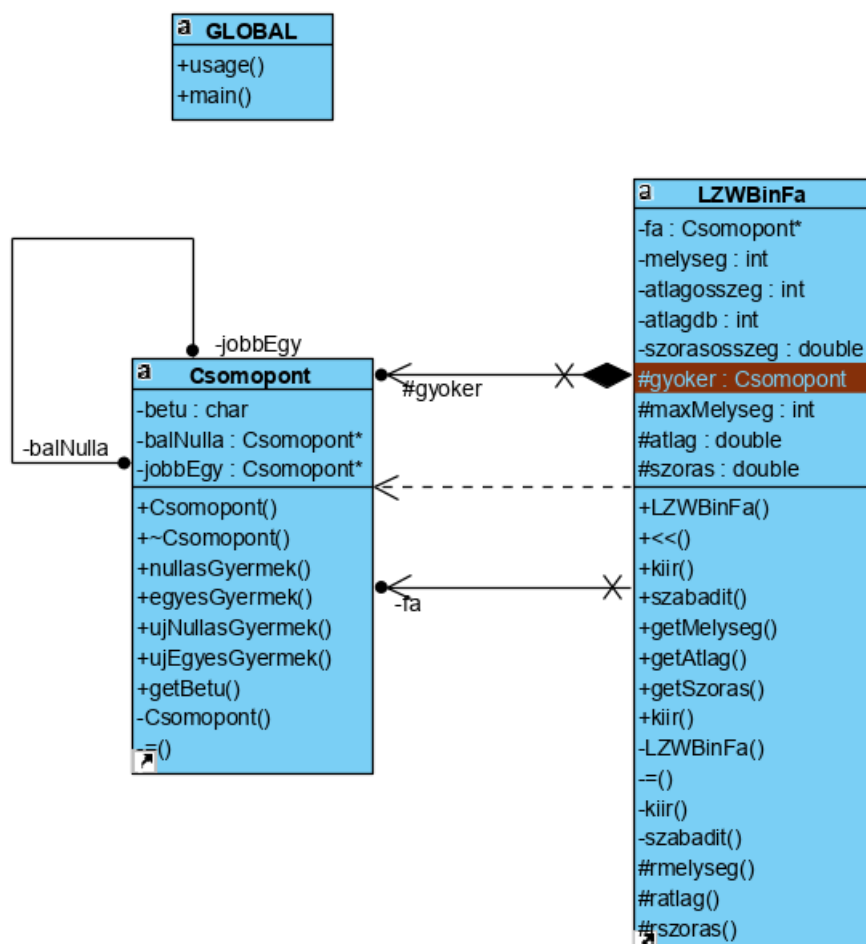 GLOBAL
+usage()
+main()
-jobbEgy
-balNulla
Csomopont
-betu : char
-balNulla : Csomopont*
-jobbEgy : Csomopont*
+Csomopont()
+~Csomopont()
+nullasGyermek()
+egyesGyermek()
+ujNullasGyermek()
+ujEgyesGyermek()
+getBetu()
-Csomopont()
-=()
#gyoker
-fa
LZWBinFa
-fa : Csomopont*
-melyseg : int
-atlagosszeg : int
-atlagdb : int
-szorasosszeg : double
#gyoker : Csomopont
#maxMelyseg : int
#atlag : double
#szoras : double
+LZWBinFa()
+<<()
+kiir()
+szabadit()
+getMelyseg()
+getAtlag()
+getSzoras()
+kiir()
-LZWBinFa()
-=()
-kiir()
-szabadit()
#rmelyseg()
#ratlag()
#rszoras()